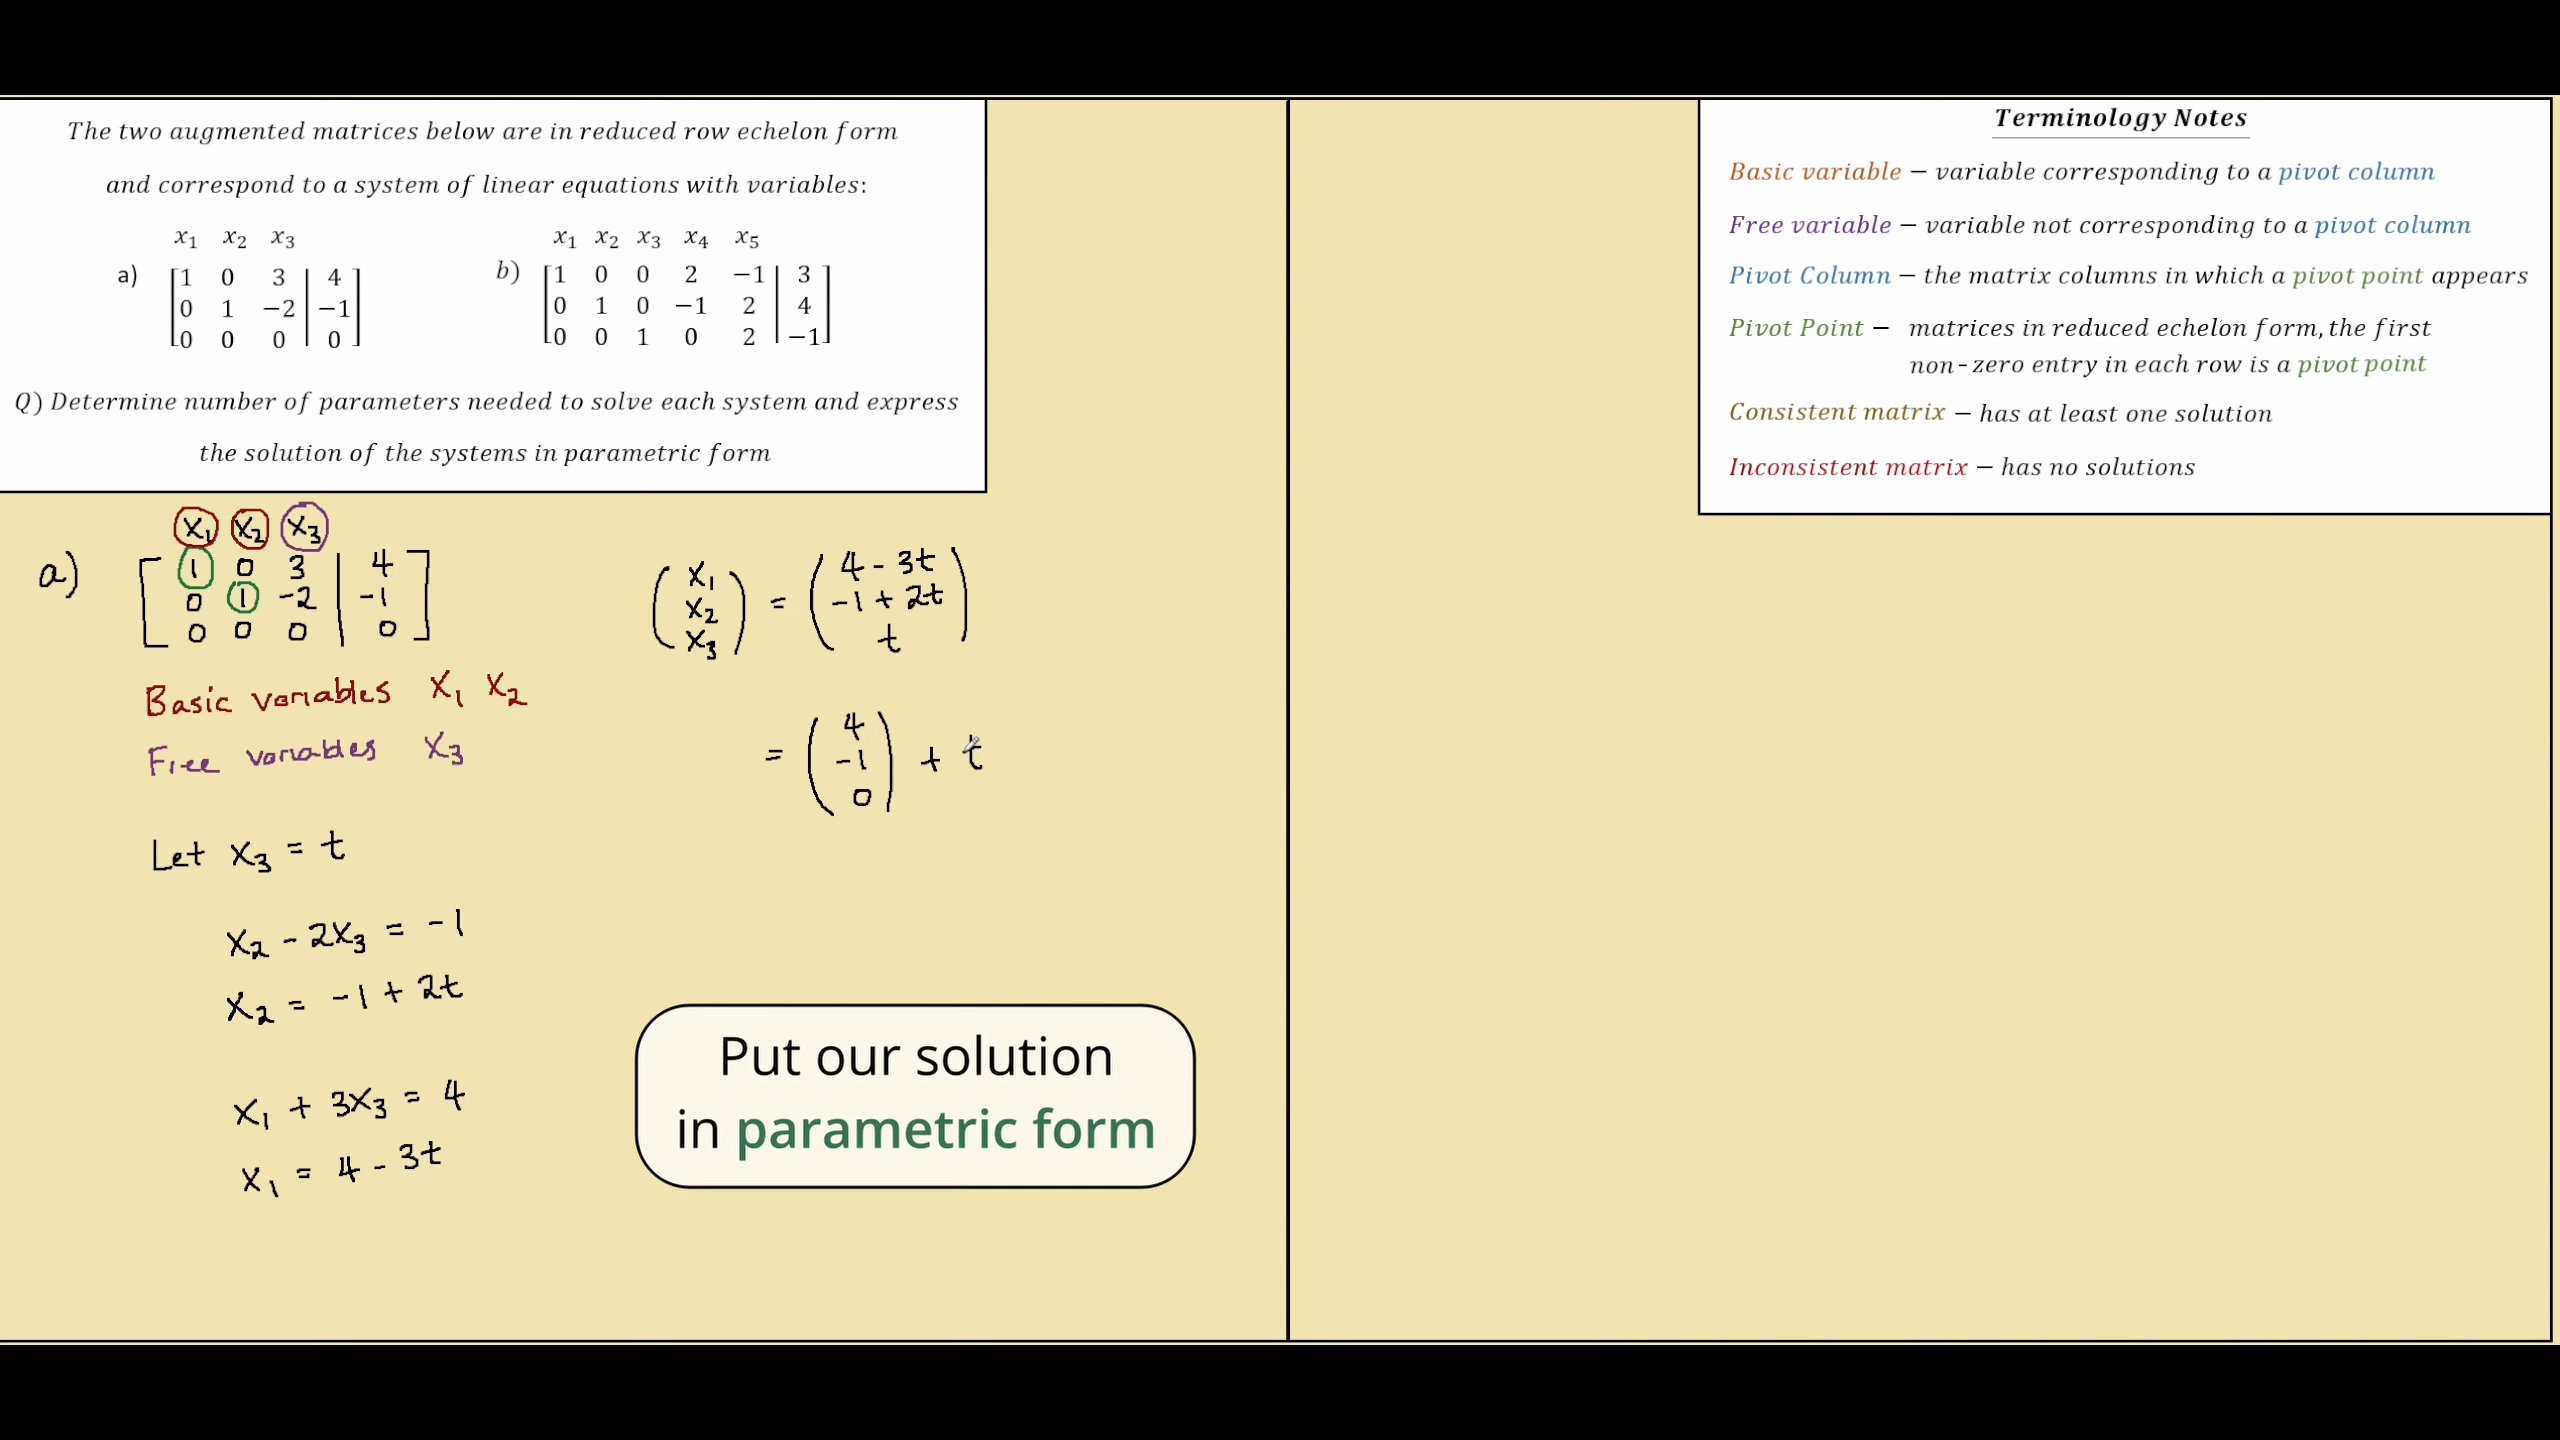 The two augmented matrices below are in reduced row echelon form
and correspond to a system of linear equations with variables:
x₁ x₂ x₃
a) [1 0 3 | 4]
[0 1 −2 | −1]
[0 0 0 | 0]
x₁ x₂ x₃ x₄ x₅
b) [1 0 0 2 −1 | 3]
[0 1 0 −1 2 | 4]
[0 0 1 0 2 | −1]
Q) Determine number of parameters needed to solve each system and express
the solution of the systems in parametric form
Terminology Notes
Basic variable − variable corresponding to a pivot column
Free variable − variable not corresponding to a pivot column
Pivot Column − the matrix columns in which a pivot point appears
Pivot Point − matrices in reduced echelon form, the first
non-zero entry in each row is a pivot point
Consistent matrix − has at least one solution
Inconsistent matrix − has no solutions
x₁ x₂ x₃
a) [1 0 3 | 4]
[0 1 -2 | -1]
[0 0 0 | 0]
Basic variables x₁ x₂
Free variables x₃
Let x₃ = t
x₂ - 2x₃ = -1
x₂ = -1 + 2t
x₁ + 3x₃ = 4
x₁ = 4 - 3t
(x₁) = (4 - 3t)
(x₂) (-1 + 2t)
(x₃) (t)
= (4) + t
(-1)
(0)
Put our solution
in parametric form